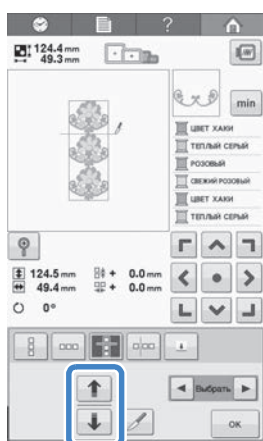 ?
124.4 mm
49.3 mm
min
ЦВЕТ ХАКИ
ТЕПЛЫЙ СЕРЫЙ
РОЗОВЫЙ
СВЕЖИЙ РОЗОВЫЙ
ЦВЕТ ХАКИ
ТЕПЛЫЙ СЕРЫЙ
124.5 mm + 0.0 mm
49.4 mm + 0.0 mm
0°
Выбрать
OK